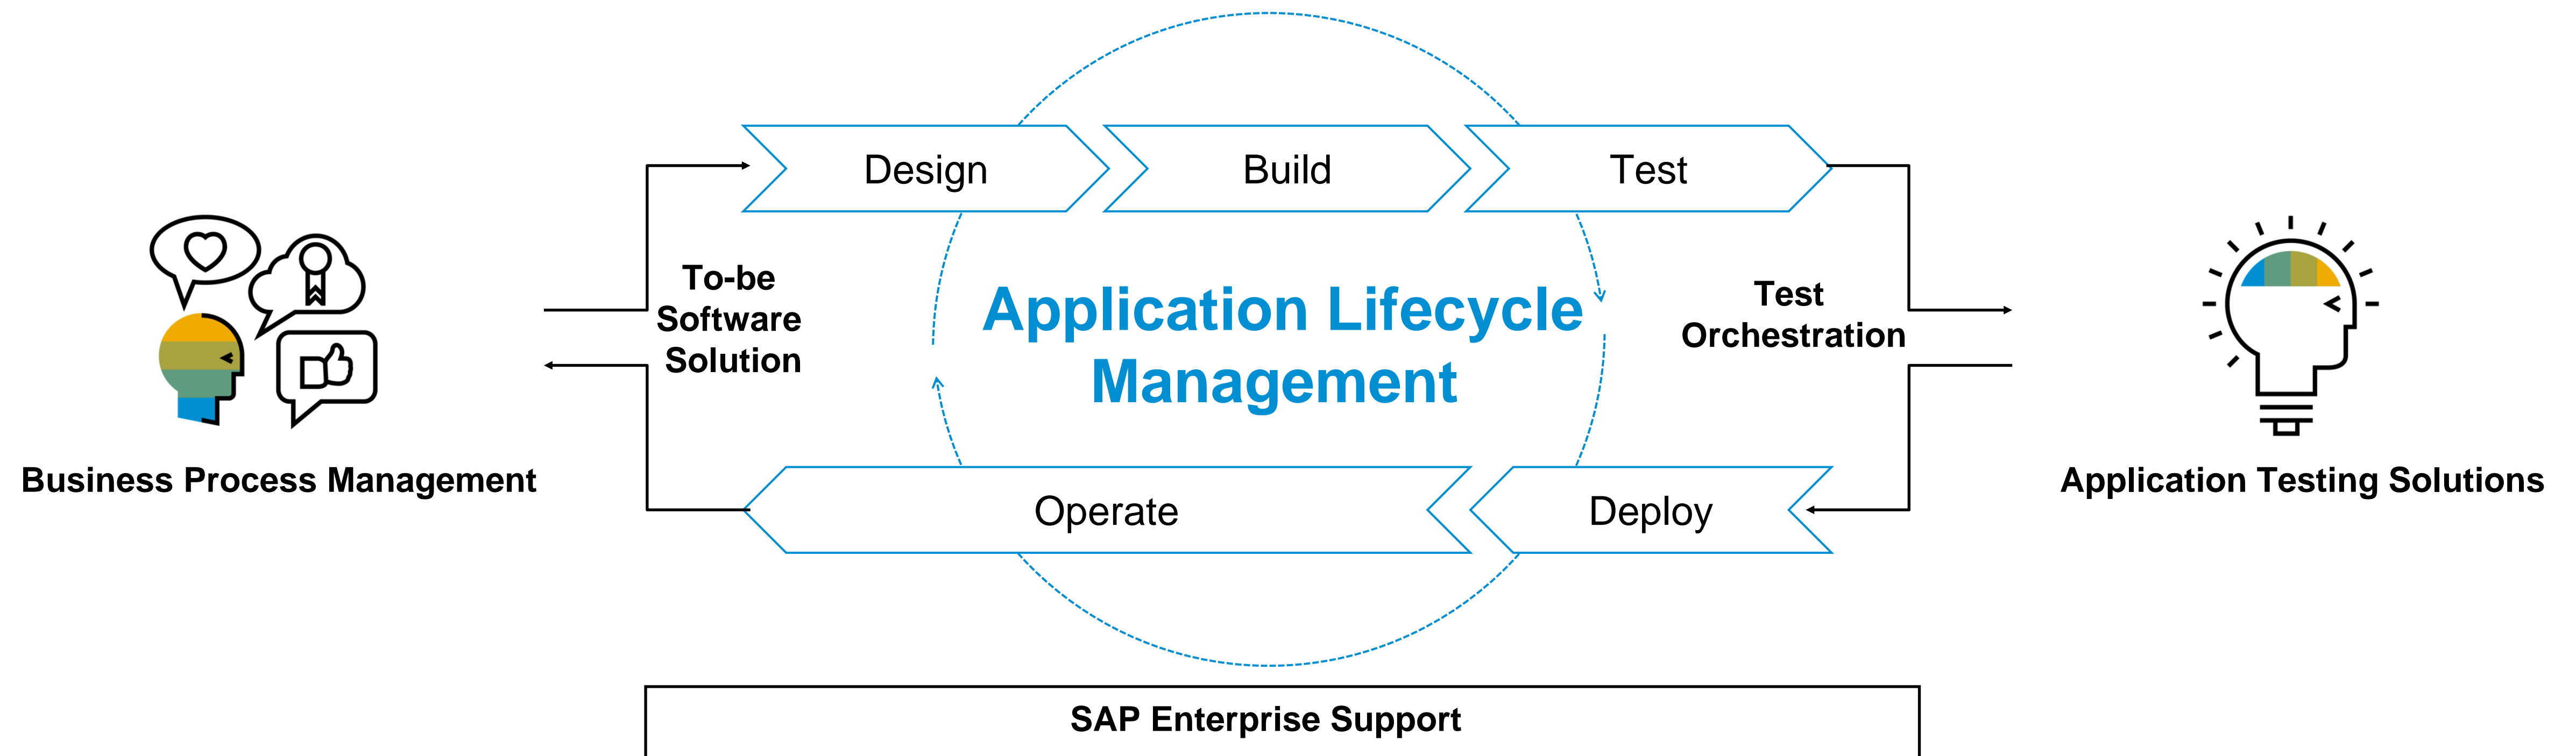 Design
Build
Test
To-be
Software
Solution
Application Lifecycle
Management
Test
Orchestration
Business Process Management
Application Testing Solutions
Operate
Deploy
SAP Enterprise Support